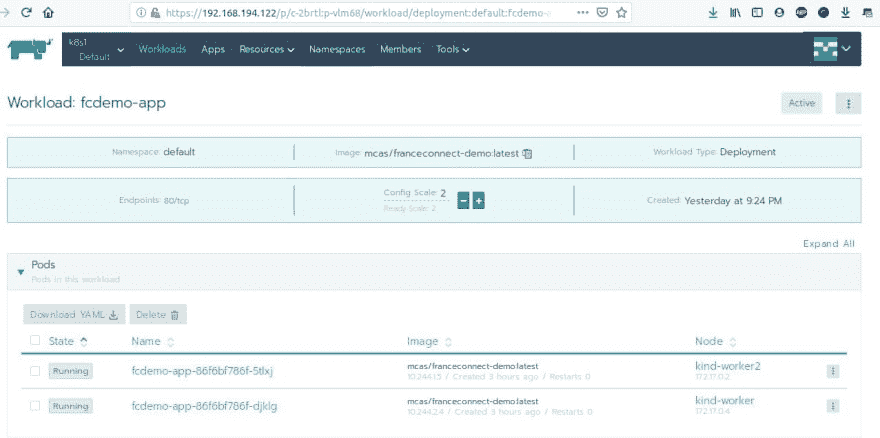 https://192.168.194.122/p/c-2brtl:p-vlm68/workload/deployment:default:fcdemo-
k8s1
Default
Workloads Apps Resources Namespaces Members Tools
Workload: fcdemo-app
Active
Namespace: default
Image: mcas/franceconnect-demo:latest
Workload Type: Deployment
Endpoints: 80/tcp
Config Scale: 2
Ready Scale: 2
Created: Yesterday at 9:24 PM
Expand All
Pods
Pods in this workload
Download YAML Delete
State Name Image Node
Running fcdemo-app-86f6bf786f-5tlxj mcas/franceconnect-demo:latest kind-worker2
10.244.1.5 / Created 3 hours ago / Restarts 0 172.17.0.2
Running fcdemo-app-86f6bf786f-djklg mcas/franceconnect-demo:latest kind-worker
10.244.2.4 / Created 3 hours ago / Restarts 0 172.17.0.4